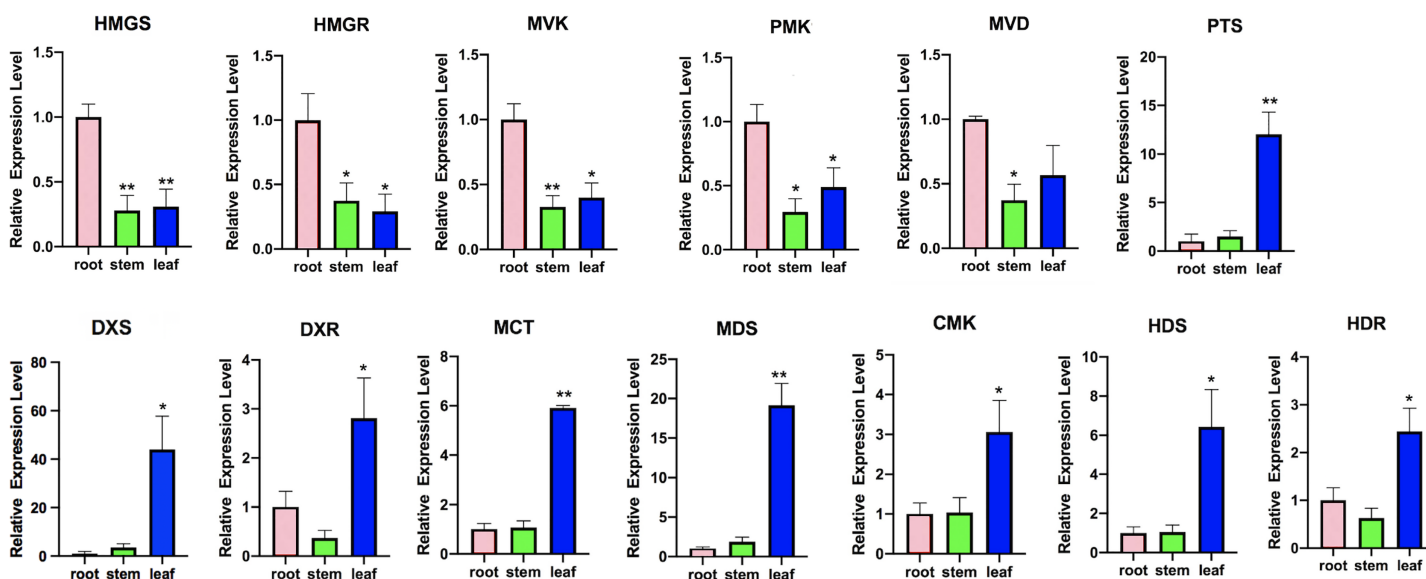 HMGS
HMGR
MVK
PMK
MVD
PTS
Relative Expression Level
1.5
1.0
0.5
0.0
** **
root stem leaf
Relative Expression Level
1.5
1.0
0.5
0.0
* *
root stem leaf
Relative Expression Level
1.5
1.0
0.5
0.0
** *
root stem leaf
Relative Expression Level
1.5
1.0
0.5
0.0
* *
root stem leaf
Relative Expression Level
1.5
1.0
0.5
0.0
*
root stem leaf
Relative Expression Level
20
15
10
5
0
**
root stem leaf
DXS
DXR
MCT
MDS
CMK
HDS
HDR
Relative Expression Level
80
60
40
20
0
*
root stem leaf
Relative Expression Level
4
3
2
1
0
*
root stem leaf
Relative Expression Level
8
6
4
2
0
**
root stem leaf
Relative Expression Level
25
20
15
10
5
0
**
root stem leaf
Relative Expression Level
5
4
3
2
1
0
*
root stem leaf
Relative Expression Level
10
8
6
4
2
0
*
root stem leaf
Relative Expression Level
4
3
2
1
0
*
root stem leaf